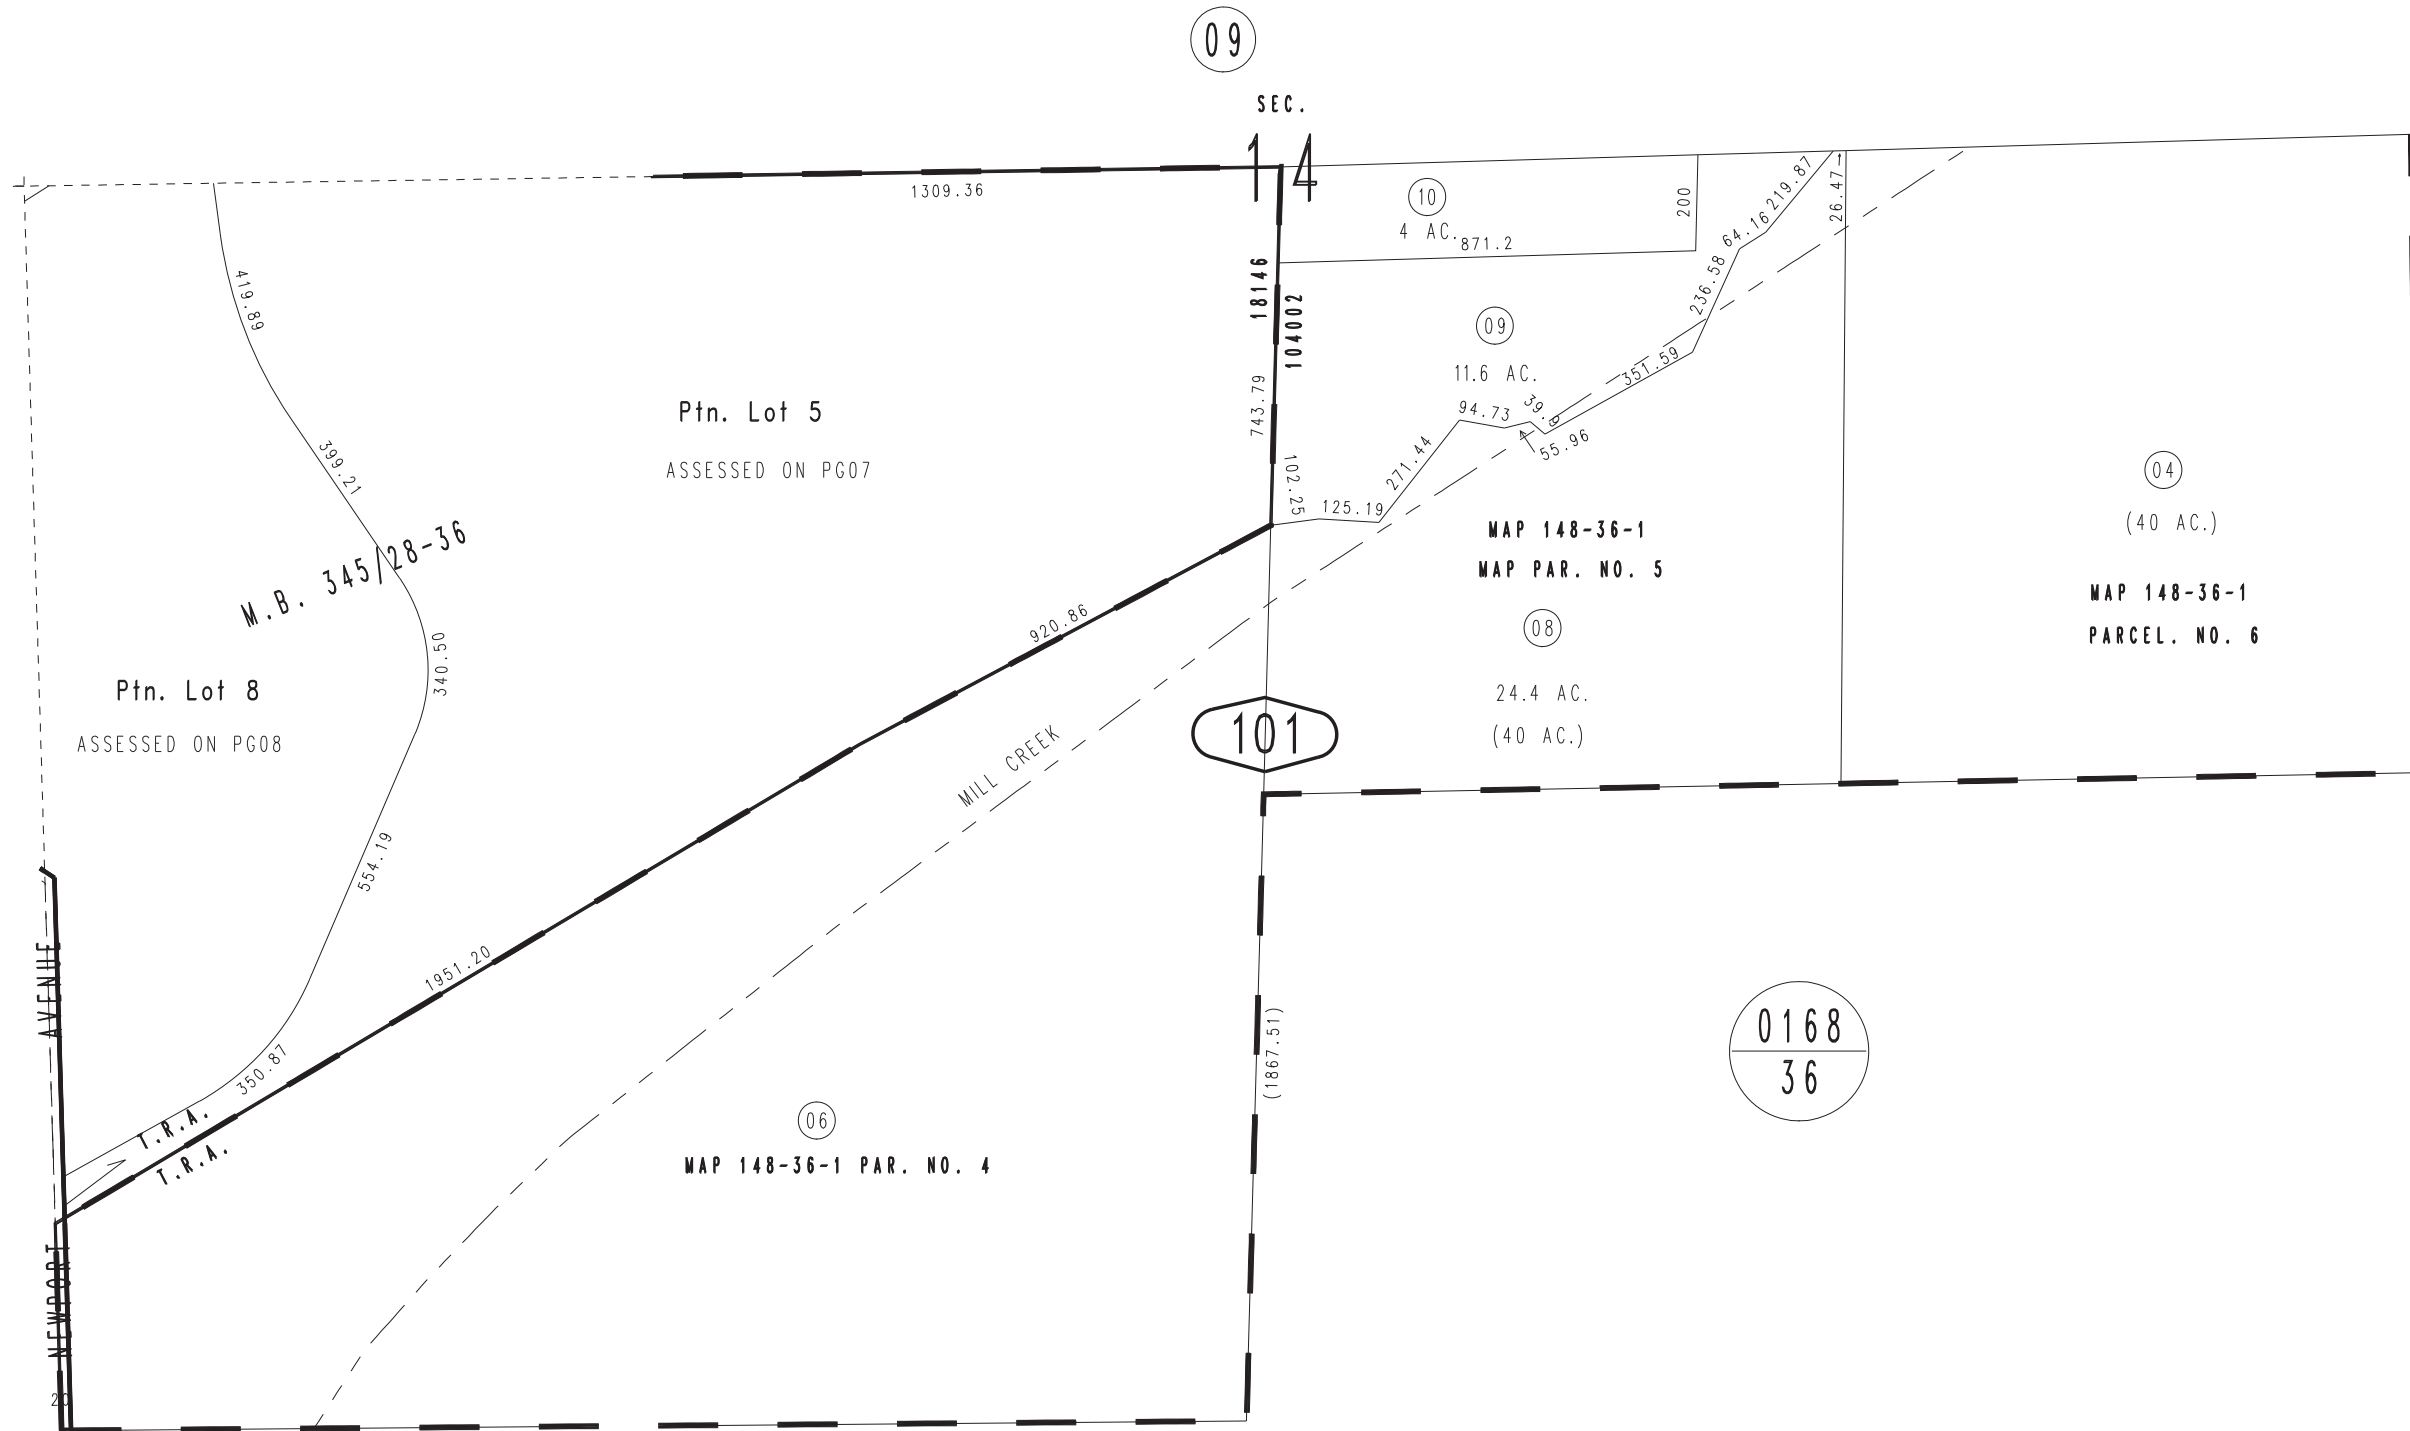 09
SEC.
14
1309.36
10
4 AC.
871.2
200
26.47
219.87
64.16
236.58
419.89
18146
104002
09
11.6 AC.
351.59
743.79
Ptn. Lot 5
ASSESSED ON PG07
94.73
39.8
55.96
399.21
271.44
102.25
125.19
04
(40 AC.)
MAP 148-36-1
MAP PAR. NO. 5
MAP 148-36-1
PARCEL. NO. 6
M.B. 345/28-36
920.86
08
340.50
Ptn. Lot 8
ASSESSED ON PG08
24.4 AC.
(40 AC.)
101
MILL CREEK
554.19
1951.20
NEWPORT AVENUE
350.87
T.R.A.
T.R.A.
(1867.51)
0168
36
06
MAP 148-36-1 PAR. NO. 4
20